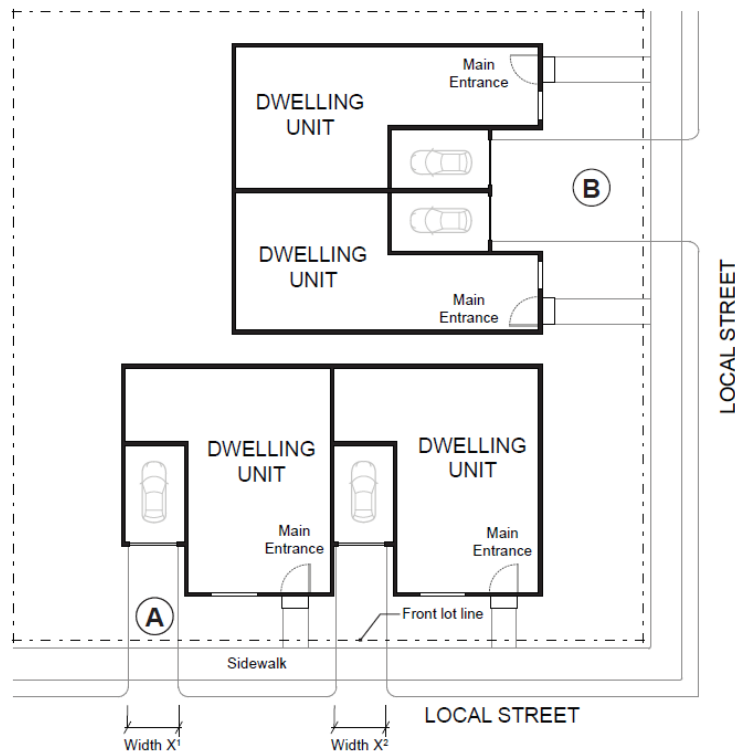 Main
Entrance
DWELLING
UNIT
B
DWELLING
UNIT
Main
Entrance
LOCAL STREET
DWELLING
UNIT
DWELLING
UNIT
Main
Entrance
Main
Entrance
A
Front lot line
Sidewalk
LOCAL STREET
Width X¹
Width X²